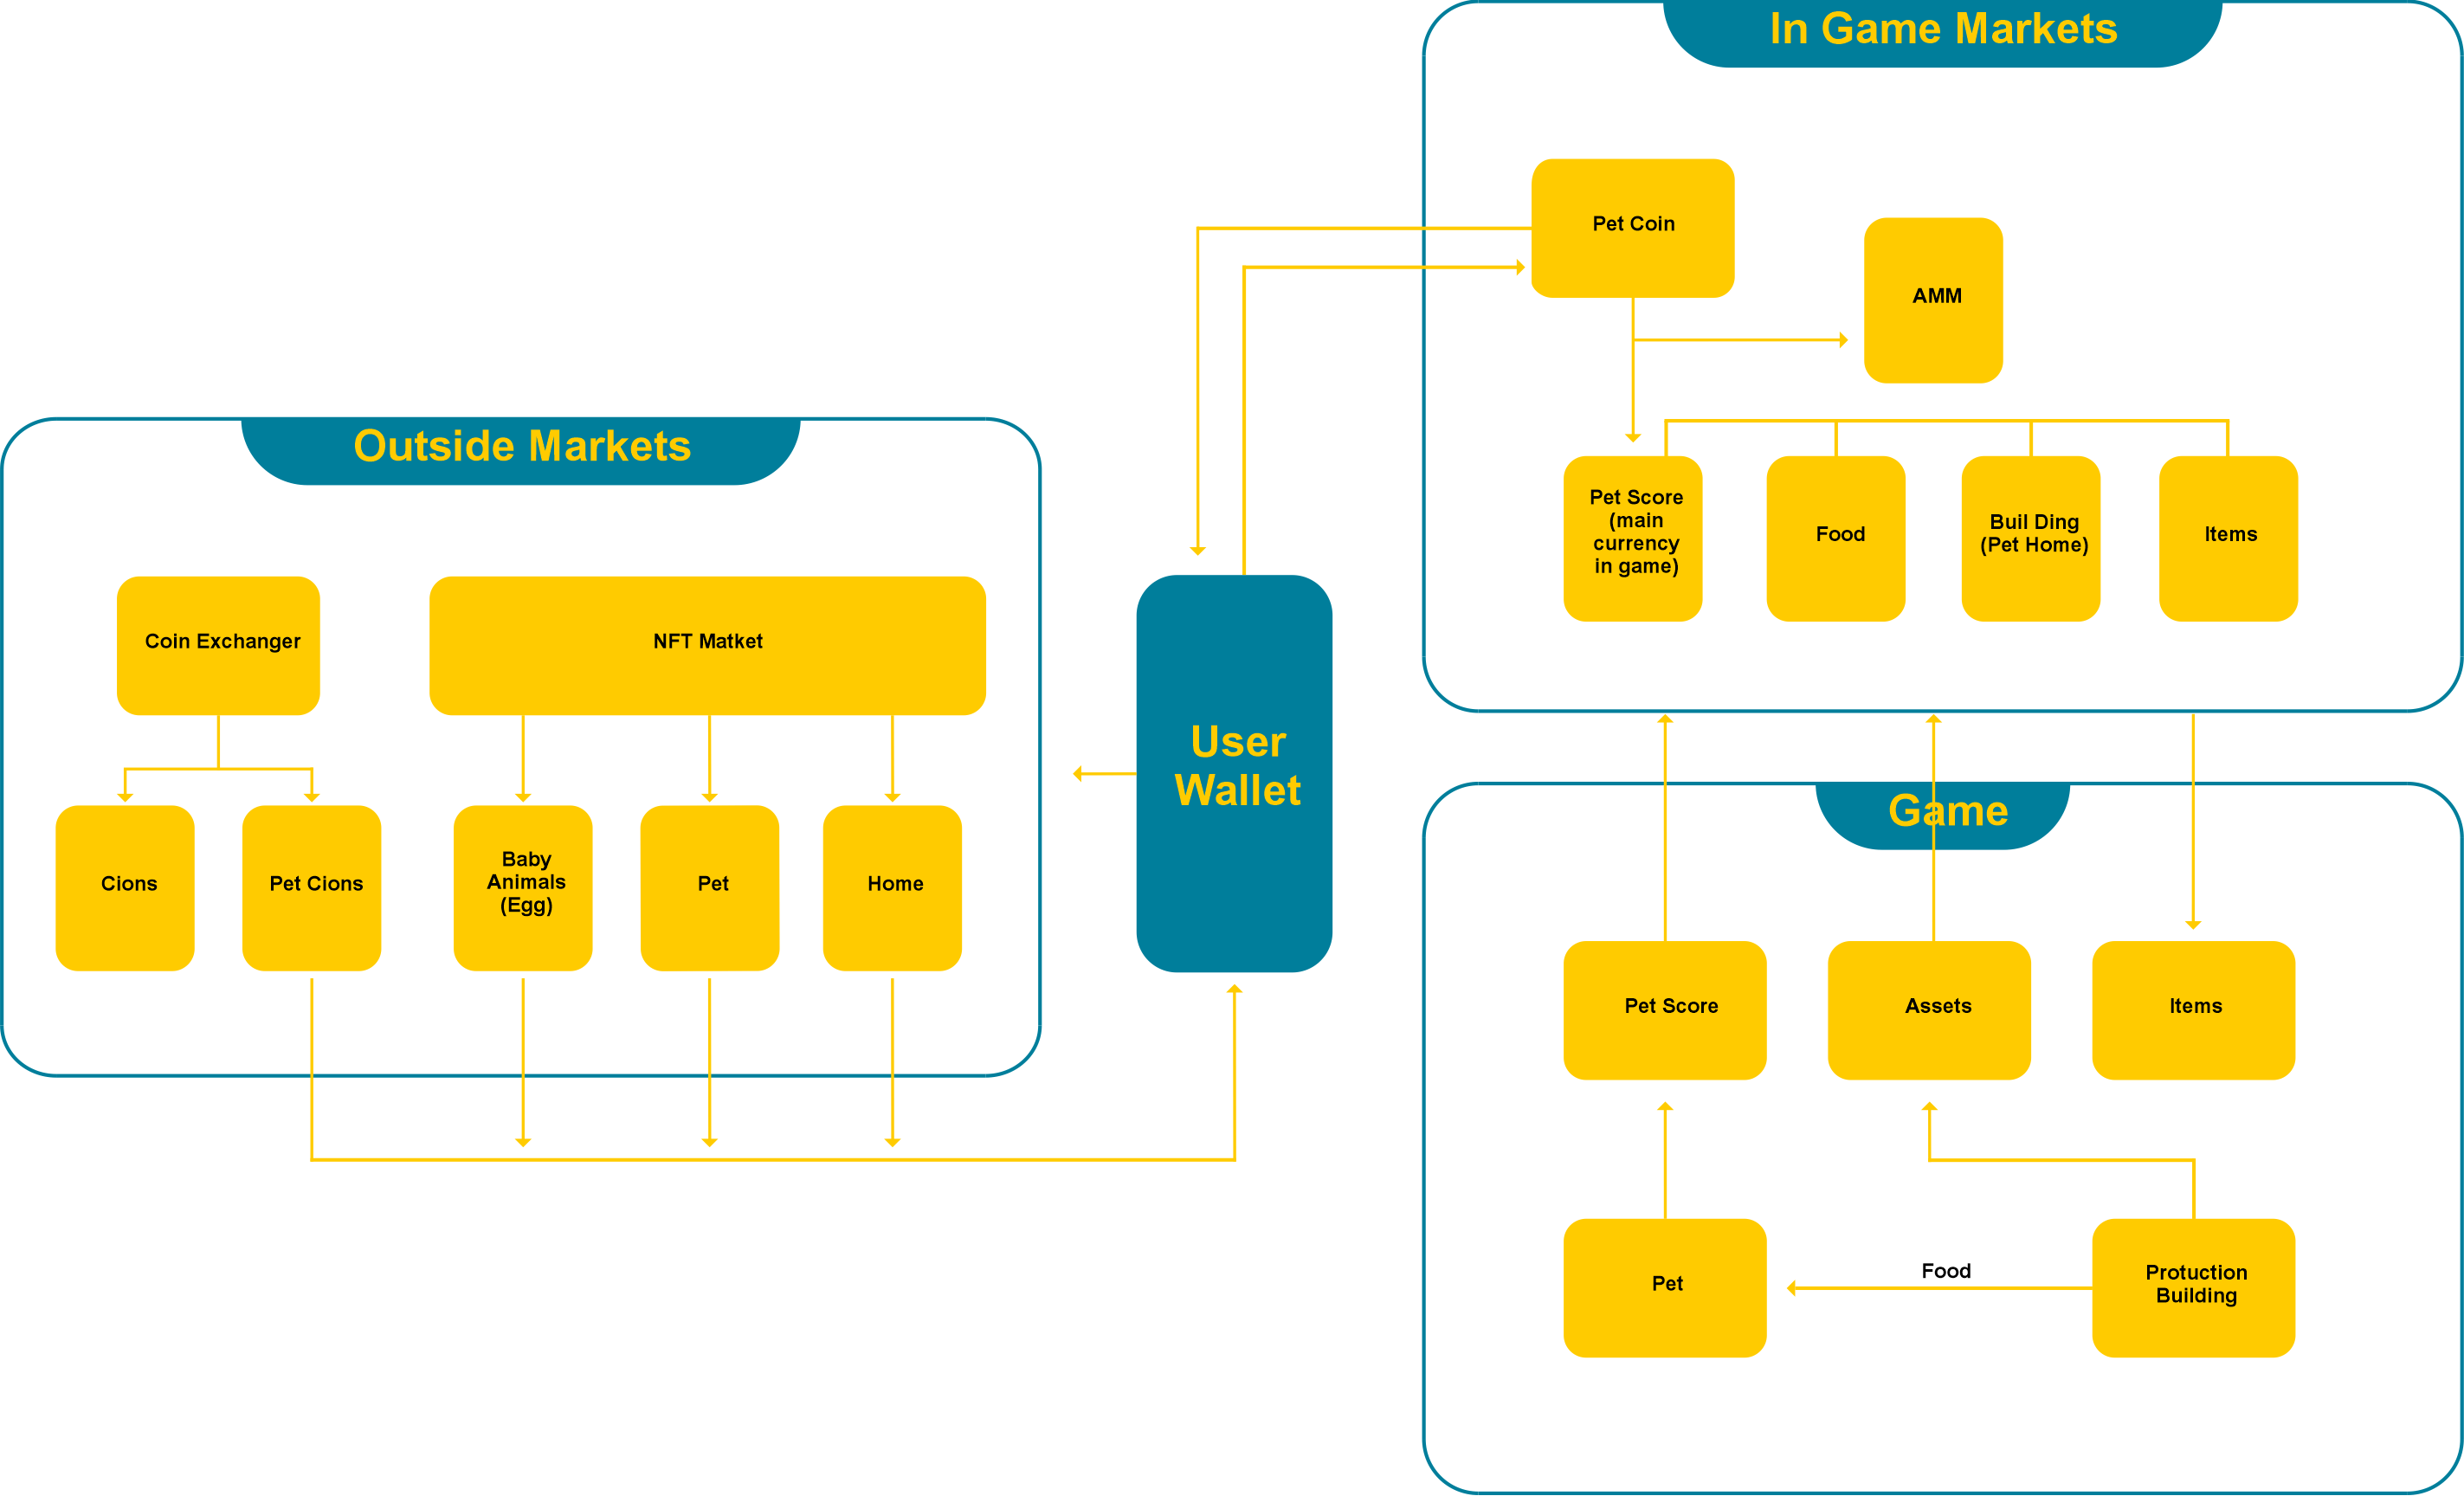 In Game Markets
Pet Coin
AMM
Pet Score
(main
currency
in game)
Food
Buil Ding
(Pet Home)
Items
Outside Markets
Coin Exchanger
NFT Matket
Cions
Pet Cions
Baby
Animals
(Egg)
Pet
Home
User
Wallet
Game
Pet Score
Assets
Items
Pet
Food
Protuction
Building